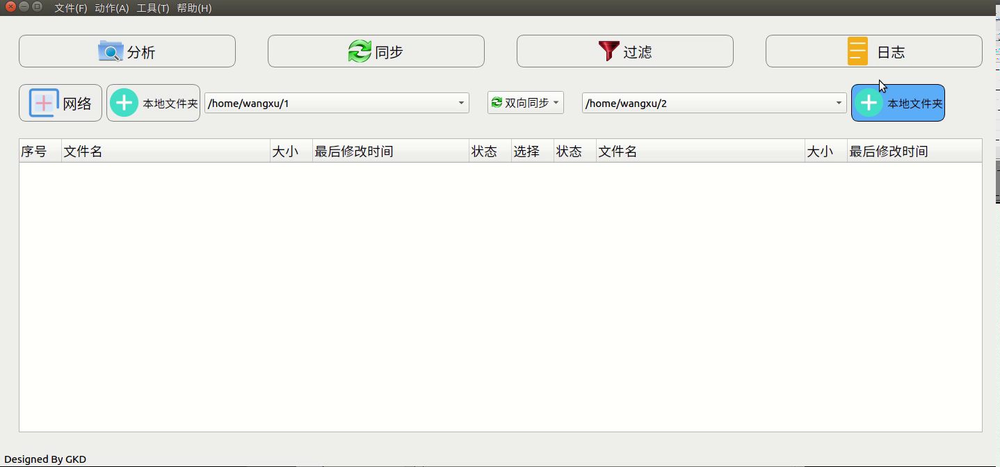 文件(F) 动作(A) 工具(T) 帮助(H)
分析 同步 过滤 日志
网络 本地文件夹 /home/wangxu/1 双向同步 /home/wangxu/2 本地文件夹
序号 文件名 大小 最后修改时间 状态 选择 状态 文件名 大小 最后修改时间
Designed By GKD